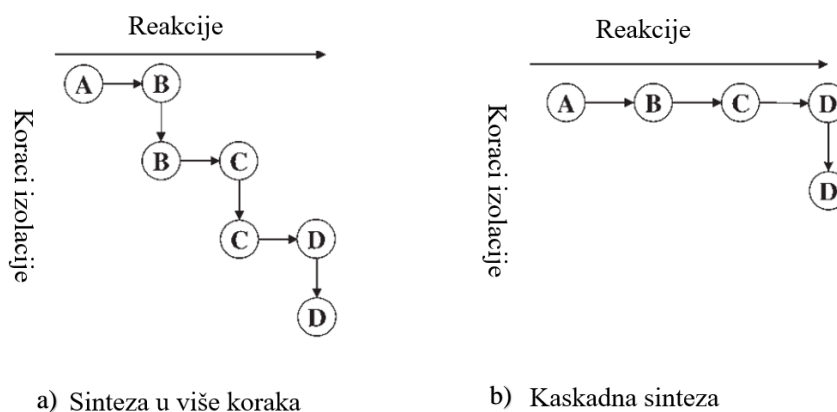 Reakcije
A
B
B
C
C
D
D
Koraci izolacije
a) Sinteza u više koraka
Reakcije
A
B
C
D
D
Koraci izolacije
b) Kaskadna sinteza